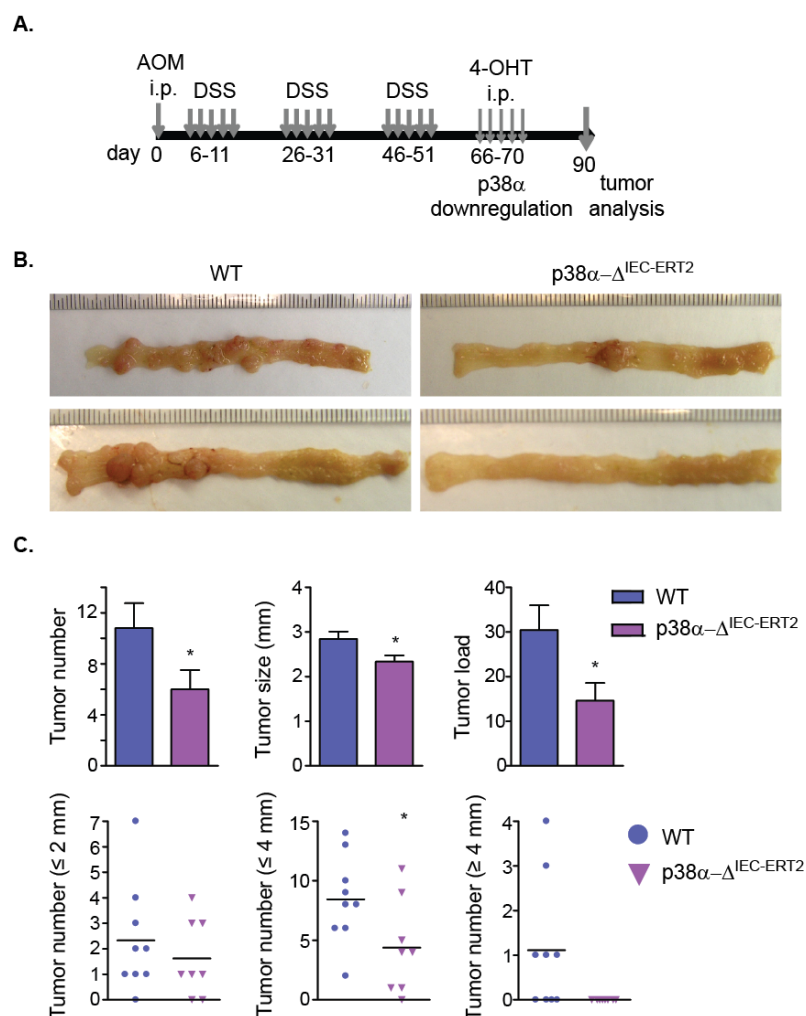 A.
AOM
i.p.
DSS
DSS
DSS
4-OHT
i.p.
day
0
6-11
26-31
46-51
66-70
90
p38α
downregulation
tumor
analysis
B.
WT
p38α–ΔIEC-ERT2
C.
Tumor number
12
8
4
0
*
Tumor size (mm)
4
3
2
1
0
*
Tumor load
40
30
20
10
0
*
WT
p38α–ΔIEC-ERT2
Tumor number (≤ 2 mm)
7
6
5
4
3
2
1
0
Tumor number (≤ 4 mm)
15
10
5
0
*
Tumor number (≥ 4 mm)
4
3
2
1
0
WT
p38α–ΔIEC-ERT2